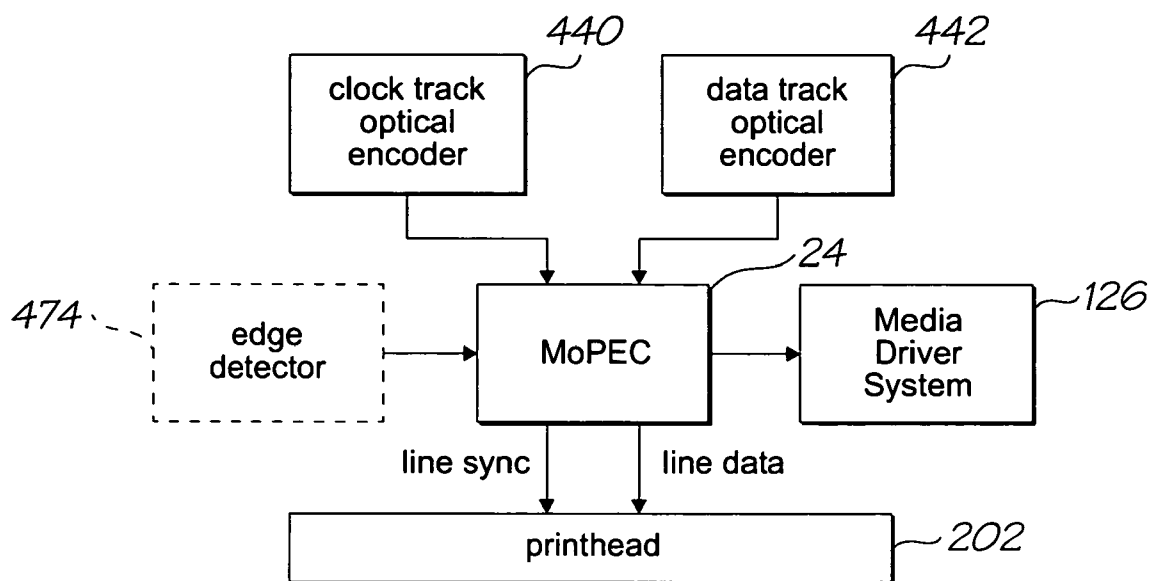 440
442
clock track
optical
encoder
data track
optical
encoder
24
474
126
edge
detector
MoPEC
Media
Driver
System
line sync
line data
printhead
202